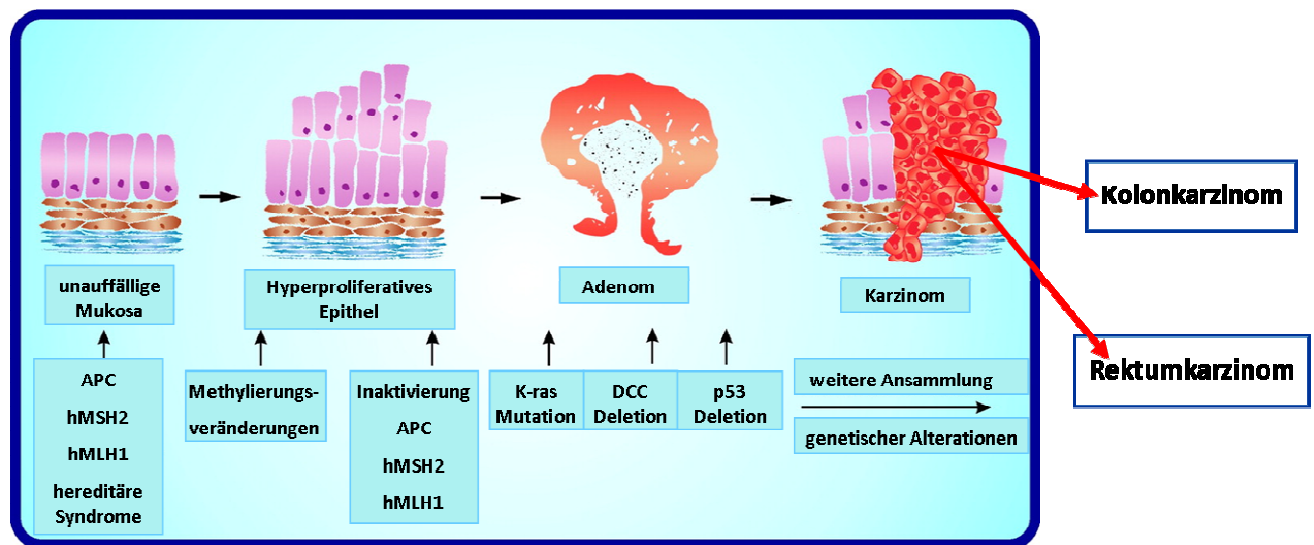 unauffällige
Mukosa
Hyperproliferatives
Epithel
Adenom
Karzinom
Kolonkarzinom
Rektumkarzinom
APC
hMSH2
hMLH1
hereditäre
Syndrome
Methylierungs-
veränderungen
Inaktivierung
APC
hMSH2
hMLH1
K-ras
Mutation
DCC
Deletion
p53
Deletion
weitere Ansammlung
genetischer Alterationen